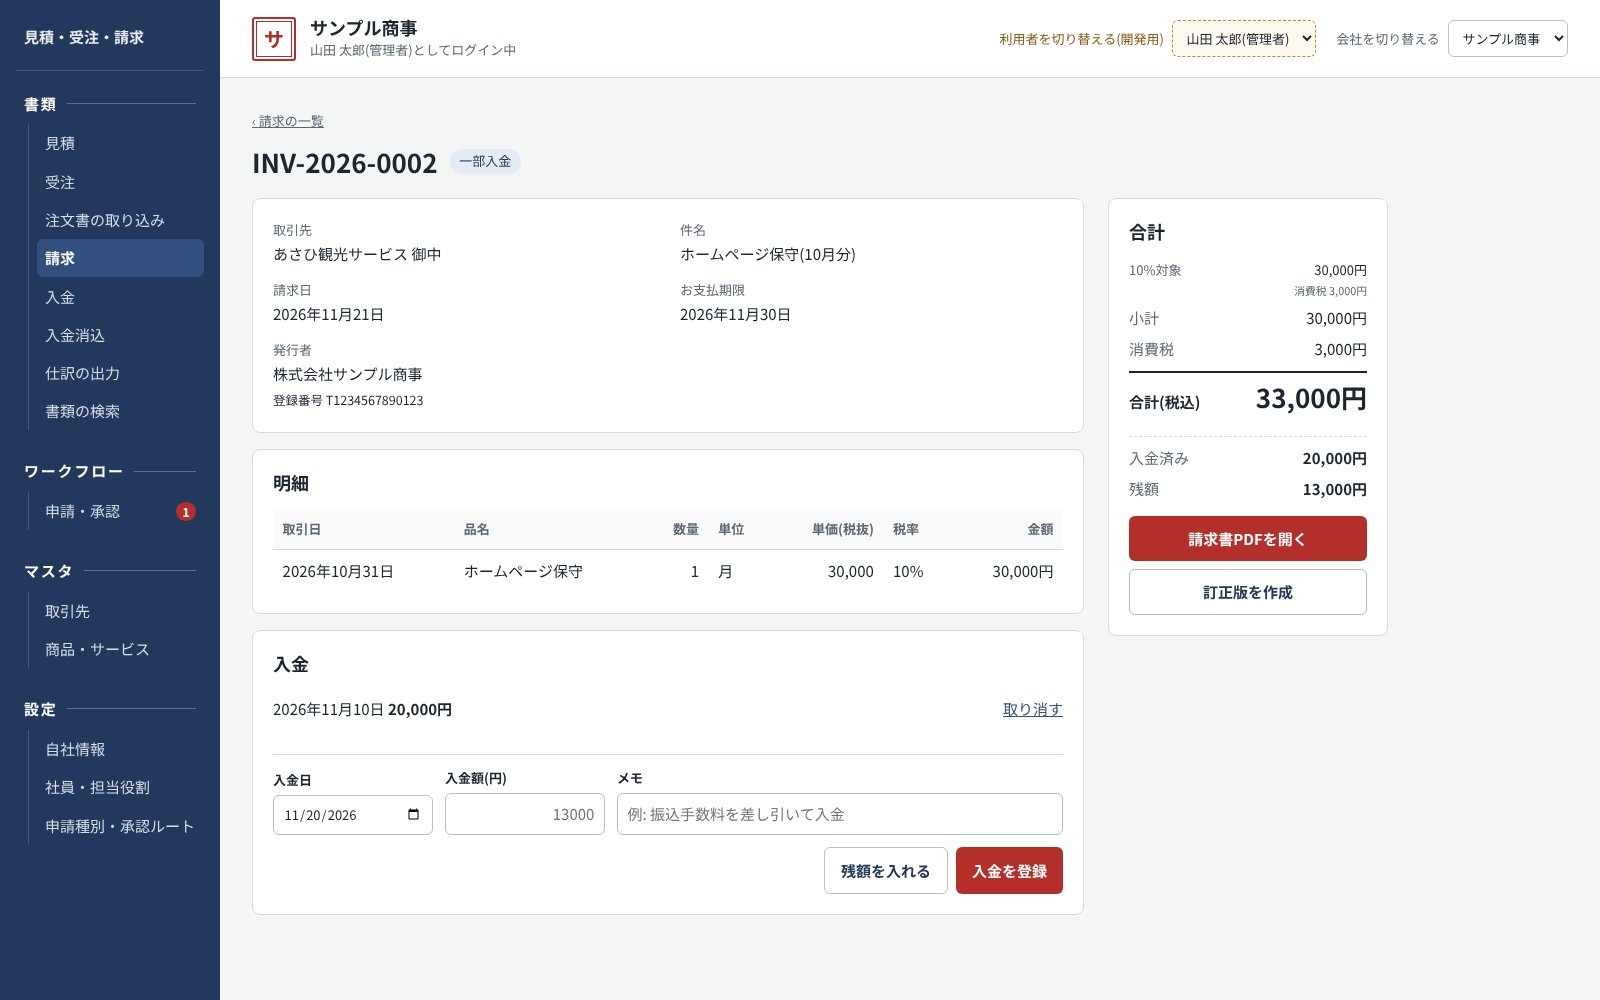 見積・受注・請求
書類
見積
受注
注文書の取り込み
請求
入金
入金消込
仕訳の出力
書類の検索
ワークフロー
申請・承認 1
マスタ
取引先
商品・サービス
設定
自社情報
社員・担当役割
申請種別・承認ルート
サ
サンプル商事
山田 太郎(管理者)としてログイン中
利用者を切り替える(開発用) 山田 太郎(管理者) 会社を切り替える サンプル商事
‹ 請求の一覧
INV-2026-0002 一部入金
取引先 件名
あさひ観光サービス 御中 ホームページ保守(10月分)
請求日 お支払期限
2026年11月21日 2026年11月30日
発行者
株式会社サンプル商事
登録番号 T1234567890123
明細
取引日 品名 数量 単位 単価(税抜) 税率 金額
2026年10月31日 ホームページ保守 1 月 30,000 10% 30,000円
入金
2026年11月10日 20,000円 取り消す
入金日 入金額(円) メモ
11/20/2026 13000 例: 振込手数料を差し引いて入金
残額を入れる 入金を登録
合計
10%対象 30,000円
消費税 3,000円
小計 30,000円
消費税 3,000円
合計(税込) 33,000円
入金済み 20,000円
残額 13,000円
請求書PDFを開く
訂正版を作成